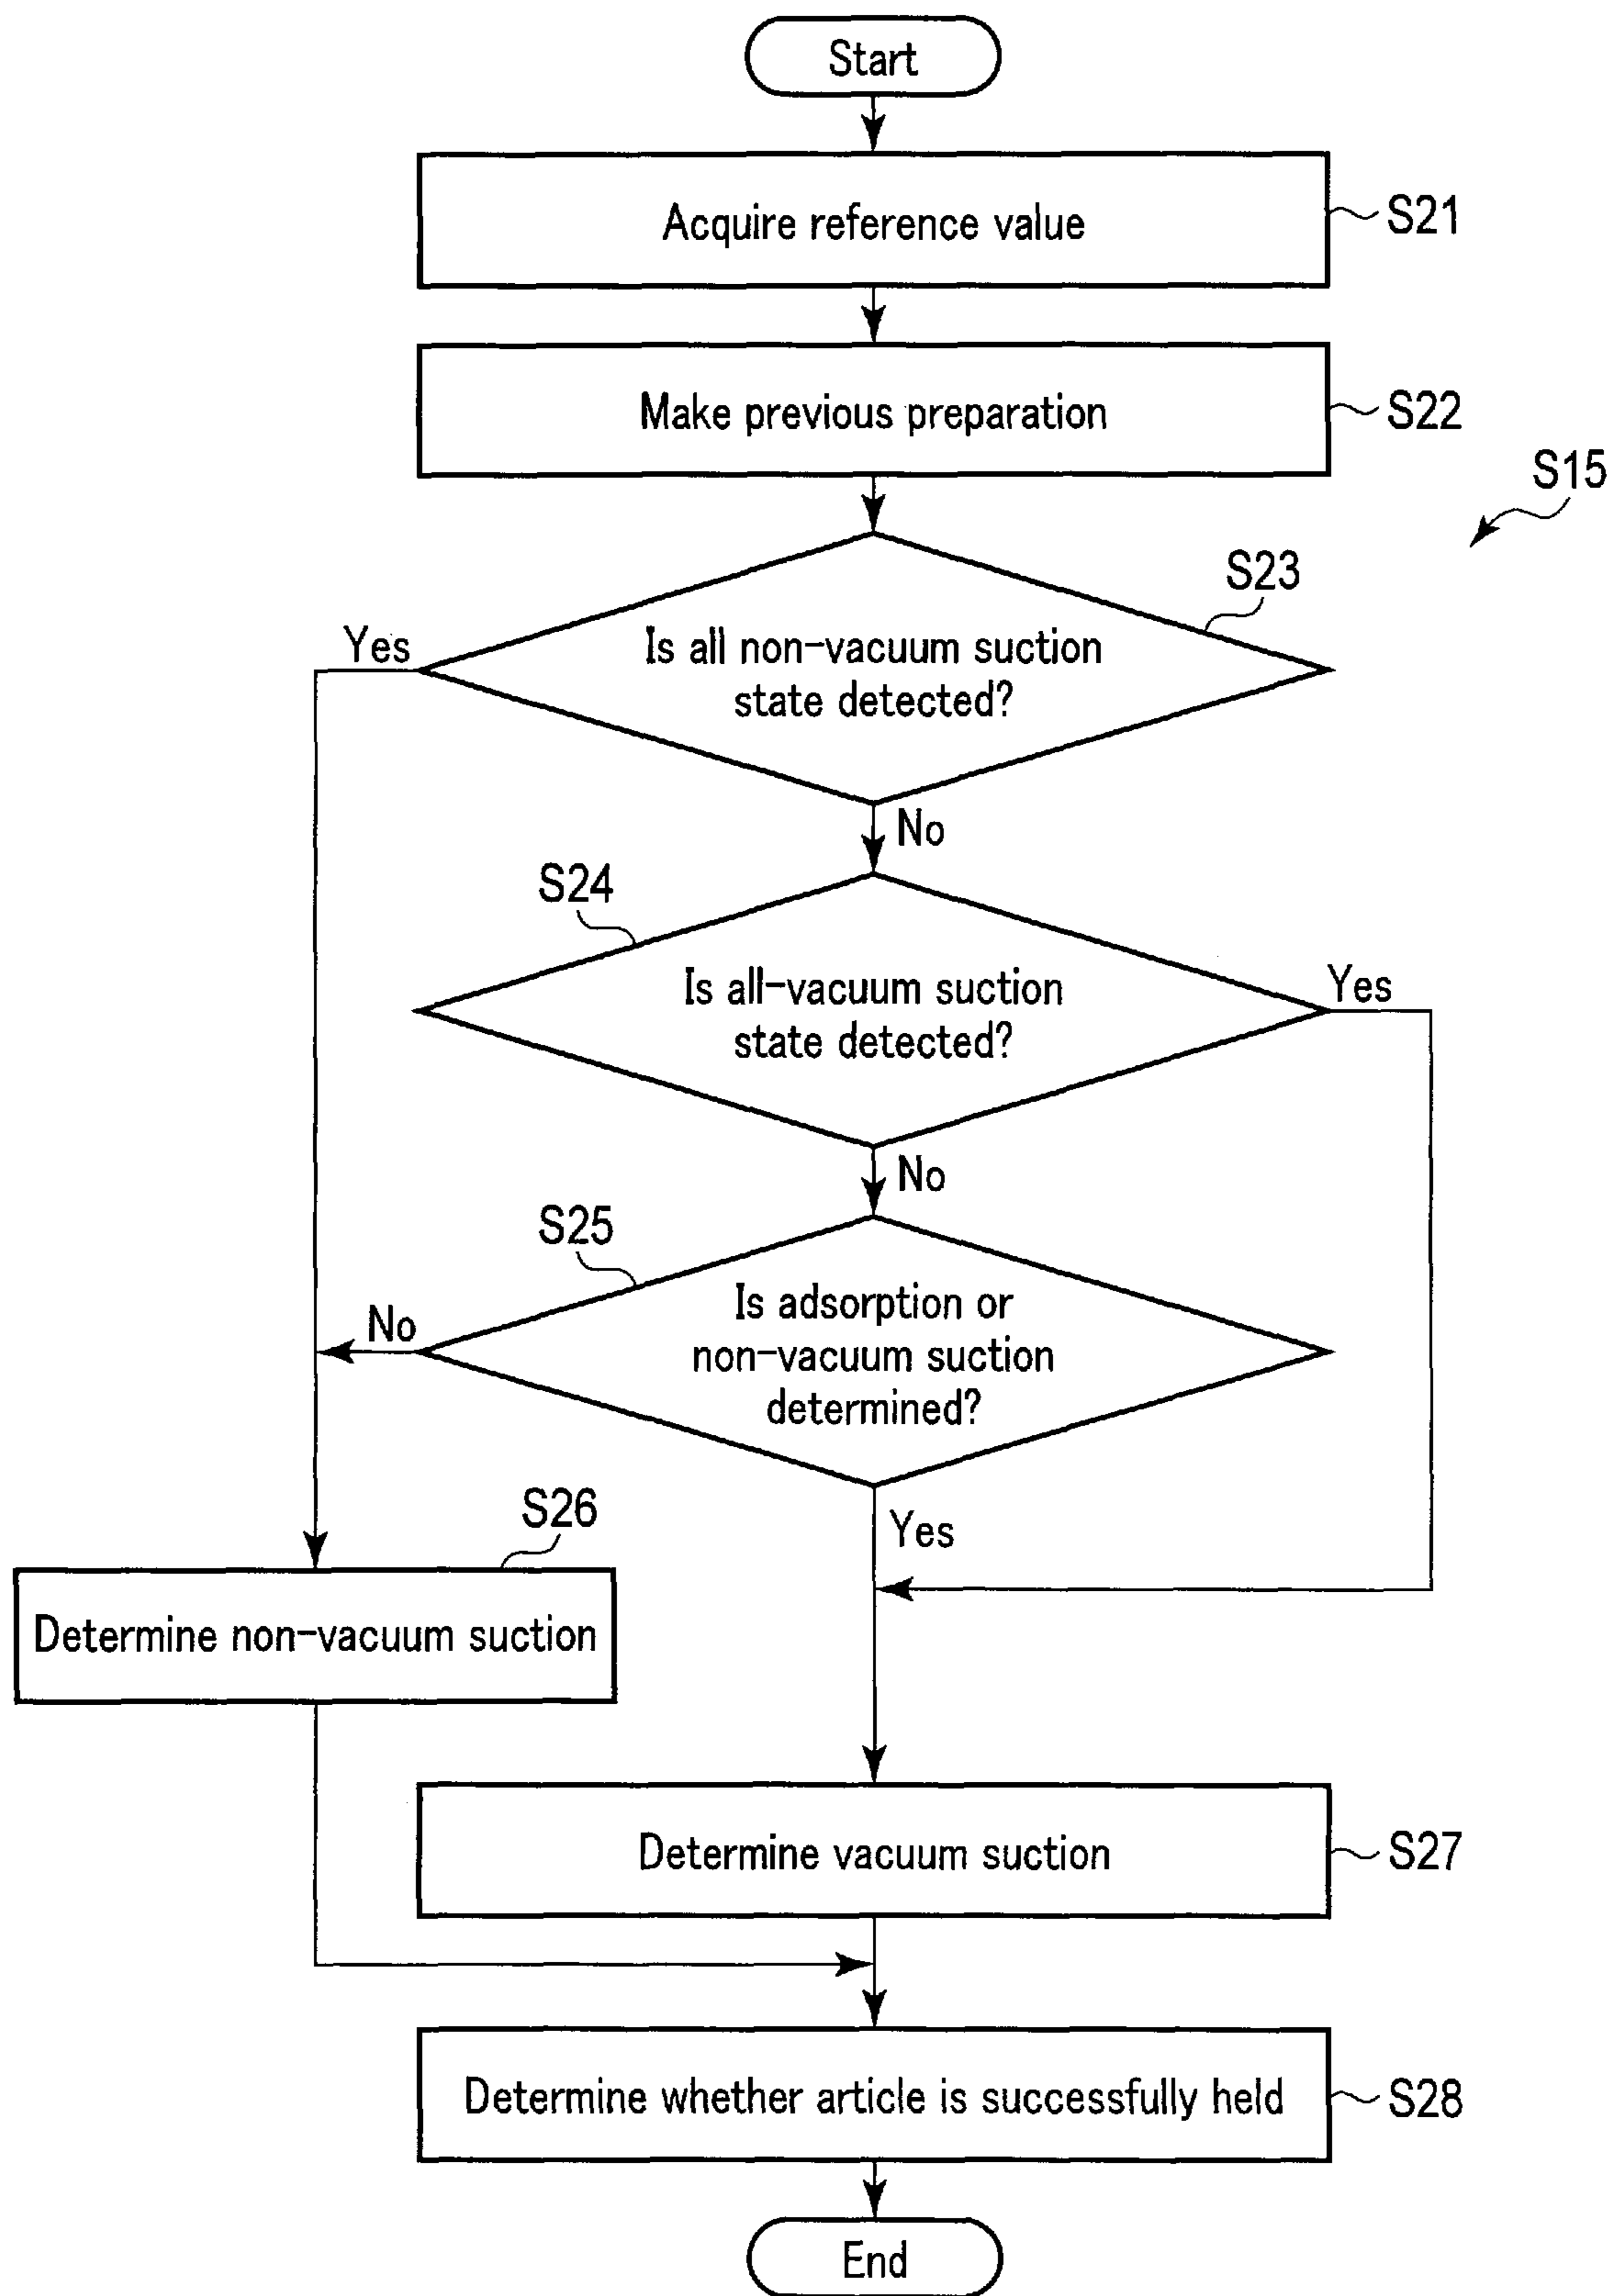 Start
Acquire reference value
S21
Make previous preparation
S22
S15
S23
Yes
Is all non-vacuum suction
state detected?
No
S24
Is all-vacuum suction
state detected?
Yes
No
S25
Is adsorption or
non-vacuum suction
determined?
No
Yes
S26
Determine non-vacuum suction
Determine vacuum suction
S27
Determine whether article is successfully held
S28
End